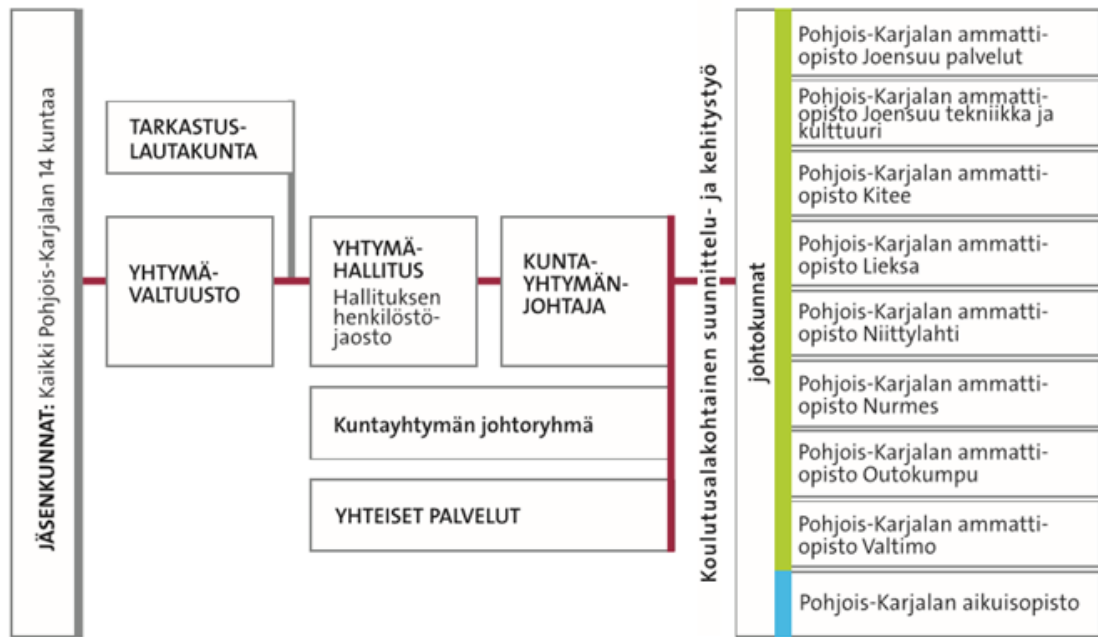 JÄSENKUNNAT: Kaikki Pohjois-Karjalan 14 kuntaa
TARKASTUS-
LAUTAKUNTA
YHTYMÄ-
VALTUUSTO
YHTYMÄ-
HALLITUS
Hallituksen
henkilöstö-
jaosto
KUNTA-
YHTYMÄN-
JOHTAJA
Kuntayhtymän johtoryhmä
YHTEISET PALVELUT
Koulutusalakohtainen suunnittelu- ja kehitystyö
johtokunnat
Pohjois-Karjalan ammatti-
opisto Joensuu palvelut
Pohjois-Karjalan ammatti-
opisto Joensuu tekniikka ja
kulttuuri
Pohjois-Karjalan ammatti-
opisto Kitee
Pohjois-Karjalan ammatti-
opisto Lieksa
Pohjois-Karjalan ammatti-
opisto Niittylahti
Pohjois-Karjalan ammatti-
opisto Nurmes
Pohjois-Karjalan ammatti-
opisto Outokumpu
Pohjois-Karjalan ammatti-
opisto Valtimo
Pohjois-Karjalan aikuisopisto